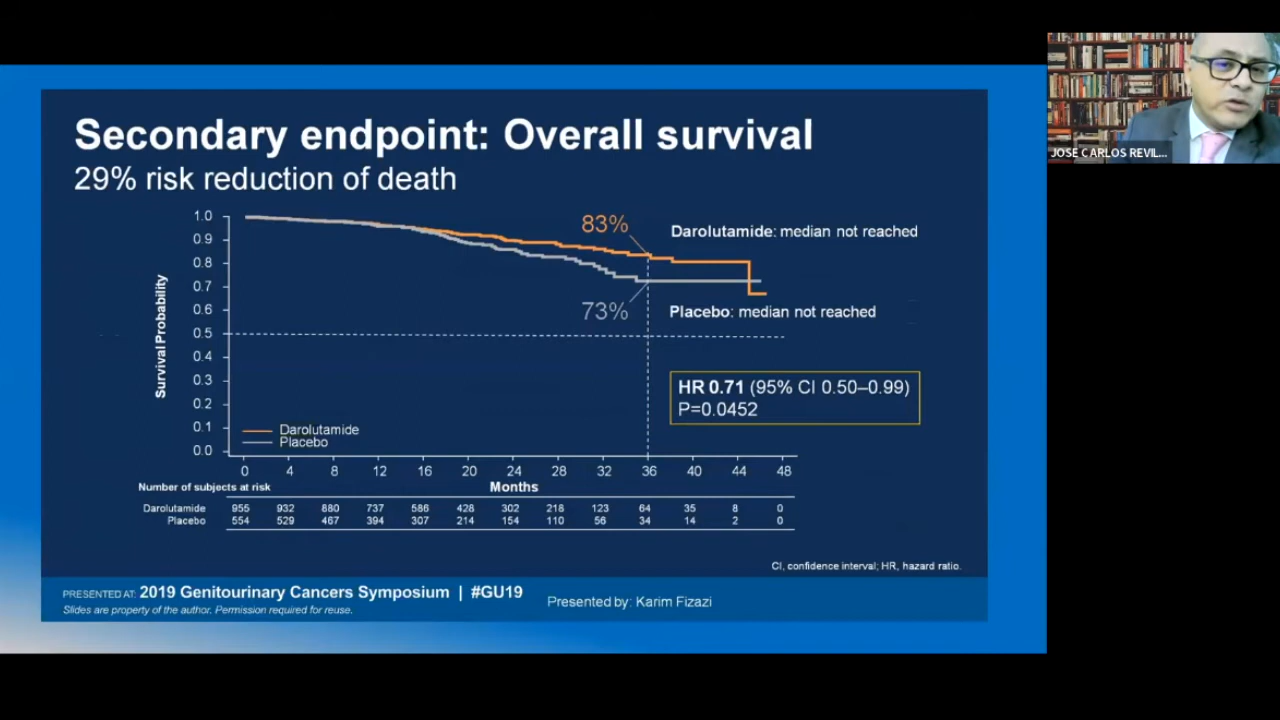 Secondary endpoint: Overall survival
29% risk reduction of death
JOSE CARLOS REVIL...
Survival Probability
1.0
0.9
0.8
0.7
0.6
0.5
0.4
0.3
0.2
0.1
0.0
83%
73%
Darolutamide: median not reached
Placebo: median not reached
HR 0.71 (95% CI 0.50–0.99)
P=0.0452
Darolutamide
Placebo
0 4 8 12 16 20 24 28 32 36 40 44 48
Number of subjects at risk
Months
Darolutamide 955 932 880 737 586 428 302 218 123 64 35 8 0
Placebo 554 529 467 394 307 214 154 110 56 34 14 2 0
CI, confidence interval; HR, hazard ratio.
PRESENTED AT: 2019 Genitourinary Cancers Symposium | #GU19
Slides are property of the author. Permission required for reuse.
Presented by: Karim Fizazi